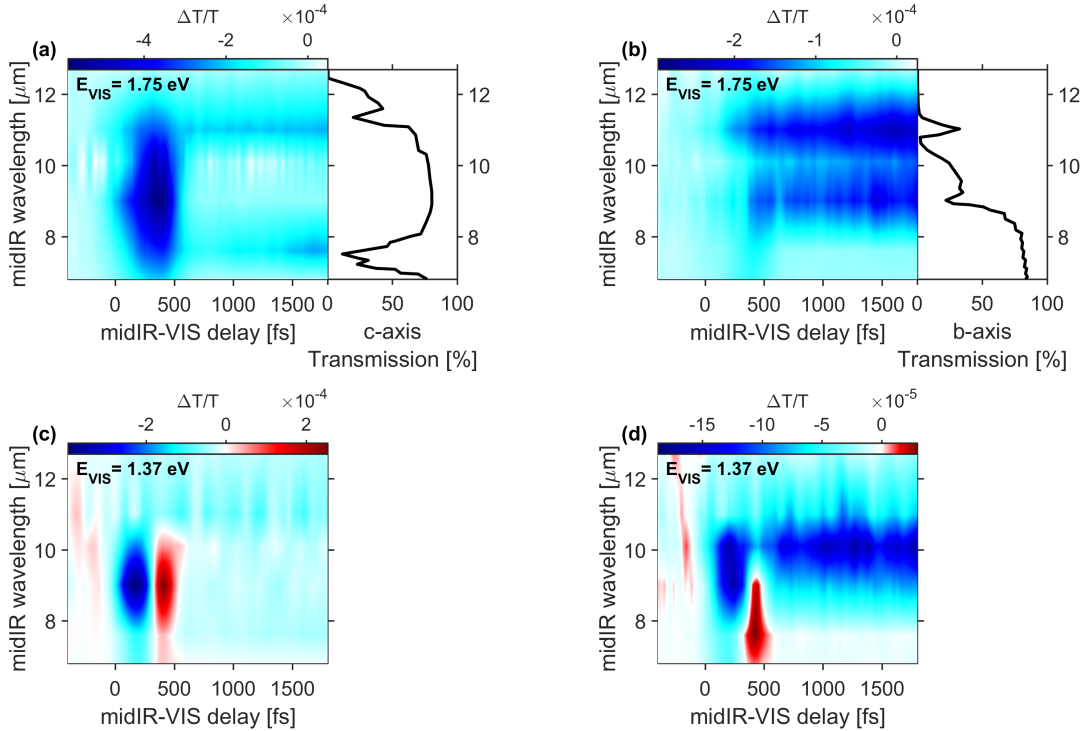 ΔT/T ×10⁻⁴
-4 -2 0
(a)
E_VIS= 1.75 eV
midIR wavelength [μm]
12
10
8
0 500 1000 1500
midIR-VIS delay [fs]
0 50 100
c-axis
Transmission [%]
12
10
8
ΔT/T ×10⁻⁴
-2 -1 0
(b)
E_VIS= 1.75 eV
midIR wavelength [μm]
12
10
8
0 500 1000 1500
midIR-VIS delay [fs]
0 50 100
b-axis
Transmission [%]
12
10
8
ΔT/T ×10⁻⁴
-2 0 2
(c)
E_VIS= 1.37 eV
midIR wavelength [μm]
12
10
8
0 500 1000 1500
midIR-VIS delay [fs]
ΔT/T ×10⁻⁵
-15 -10 -5 0
(d)
E_VIS= 1.37 eV
midIR wavelength [μm]
12
10
8
0 500 1000 1500
midIR-VIS delay [fs]